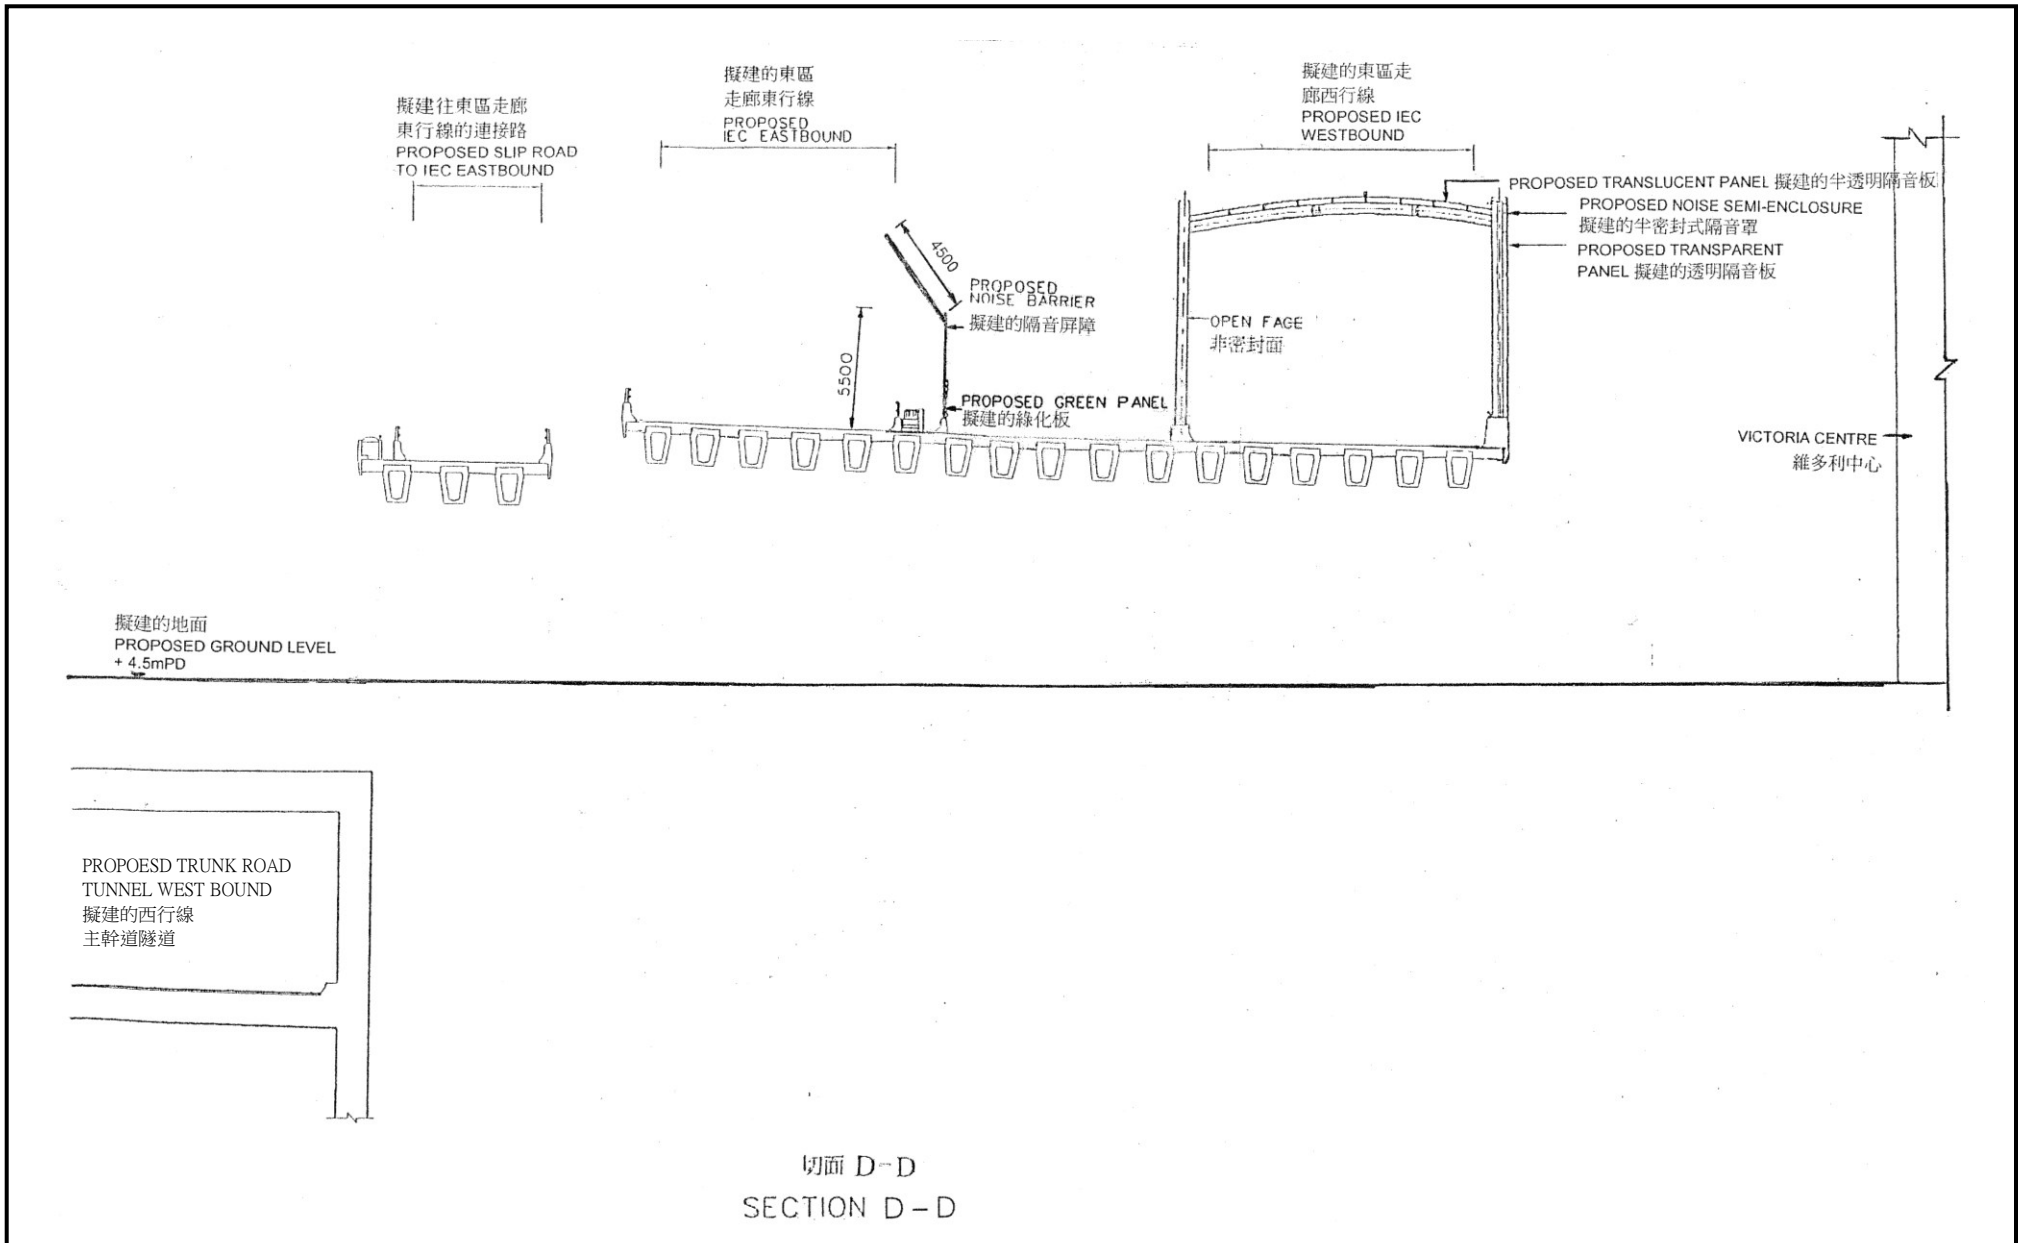 擬建往東區走廊
東行線的連接路
PROPOSED SLIP ROAD
TO IEC EASTBOUND
擬建的東區
走廊東行線
PROPOSED
IEC EASTBOUND
擬建的東區走
廊西行線
PROPOSED IEC
WESTBOUND
PROPOSED TRANSLUCENT PANEL 擬建的半透明隔音板
PROPOSED NOISE SEMI-ENCLOSURE
擬建的半密封式隔音罩
PROPOSED TRANSPARENT
PANEL 擬建的透明隔音板
4500
PROPOSED
NOISE BARRIER
擬建的隔音屏障
5500
OPEN FAGE
非密封面
PROPOSED GREEN PANEL
擬建的綠化板
VICTORIA CENTRE
維多利中心
擬建的地面
PROPOSED GROUND LEVEL
+ 4.5mPD
PROPOESD TRUNK ROAD
TUNNEL WEST BOUND
擬建的西行線
主幹道隧道
切面 D-D
SECTION D-D